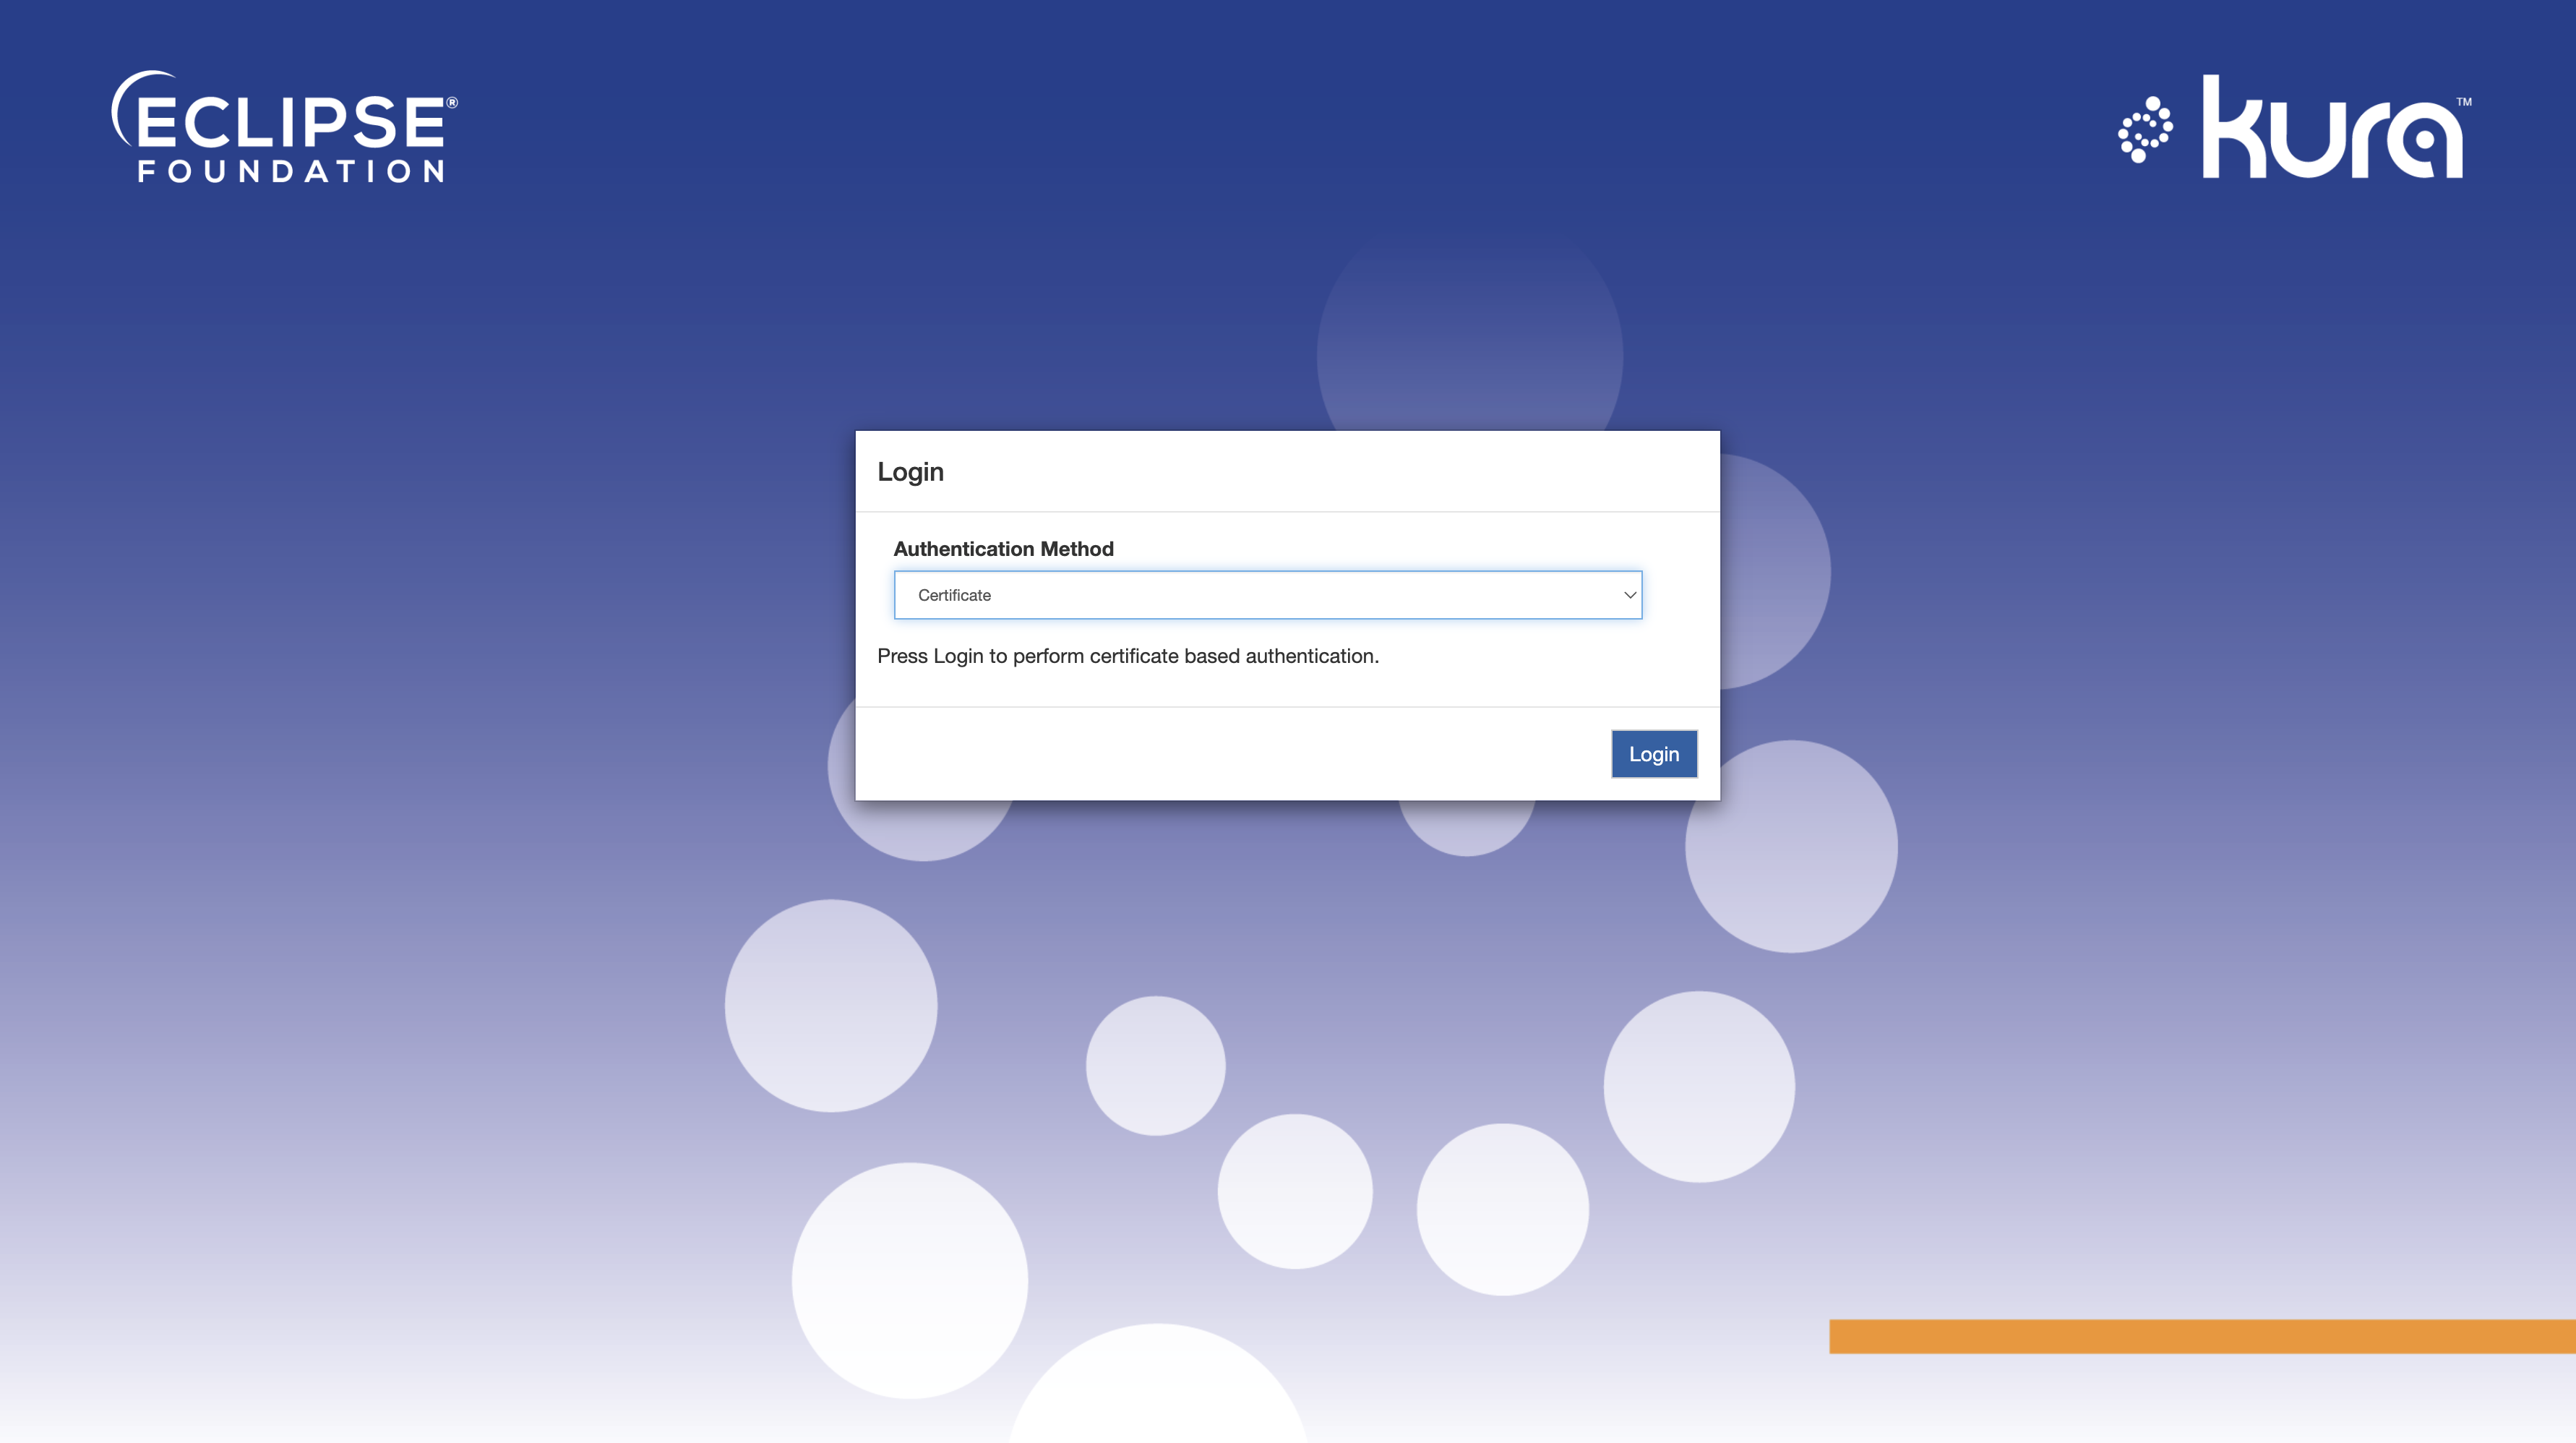 ECLIPSE®
FOUNDATION
kura™
Login
Authentication Method
Certificate
Press Login to perform certificate based authentication.
Login